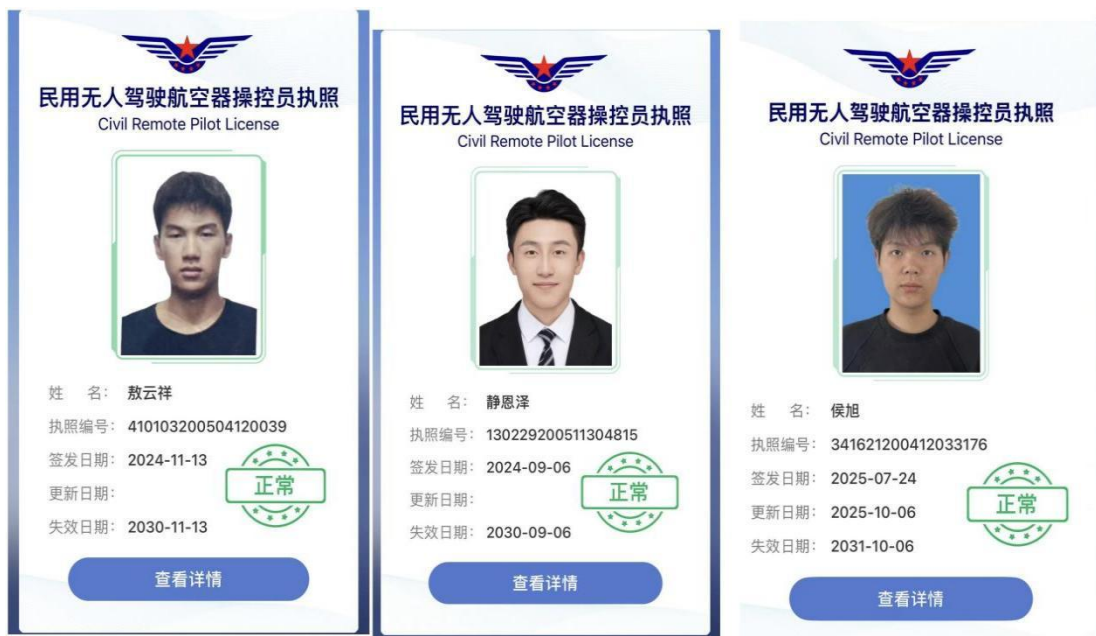 民用无人驾驶航空器操控员执照
Civil Remote Pilot License
姓 名: 敖云祥
执照编号: 410103200504120039
签发日期: 2024-11-13
更新日期:
失效日期: 2030-11-13
正常
查看详情
民用无人驾驶航空器操控员执照
Civil Remote Pilot License
姓 名: 静恩泽
执照编号: 130229200511304815
签发日期: 2024-09-06
更新日期:
失效日期: 2030-09-06
正常
查看详情
民用无人驾驶航空器操控员执照
Civil Remote Pilot License
姓 名: 侯旭
执照编号: 341621200412033176
签发日期: 2025-07-24
更新日期: 2025-10-06
失效日期: 2031-10-06
正常
查看详情